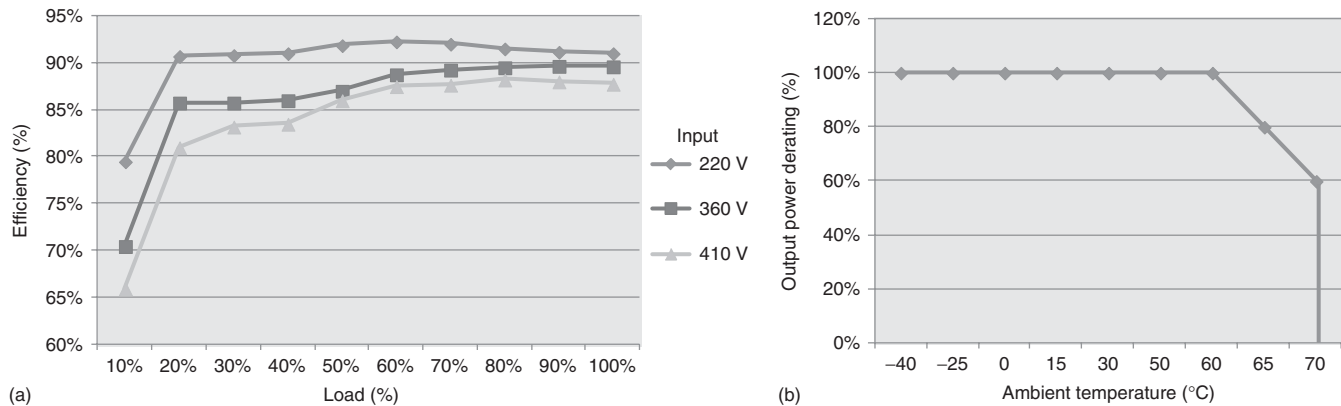 95%
90%
85%
80%
75%
70%
65%
60%
Efficiency (%)
10% 20% 30% 40% 50% 60% 70% 80% 90% 100%
Load (%)
(a)
Input
220 V
360 V
410 V
120%
100%
80%
60%
40%
20%
0%
Output power derating (%)
–40 –25 0 15 30 50 60 65 70
Ambient temperature (°C)
(b)